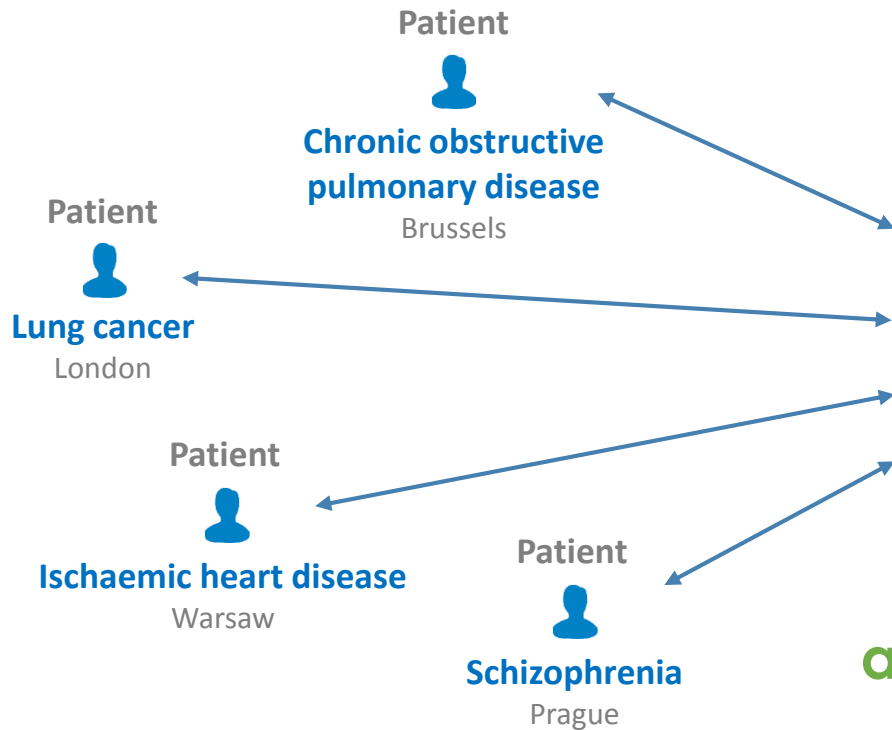 Patient
Chronic obstructive
pulmonary disease
Brussels
Patient
Lung cancer
London
Patient
Ischaemic heart disease
Warsaw
Patient
Schizophrenia
Prague